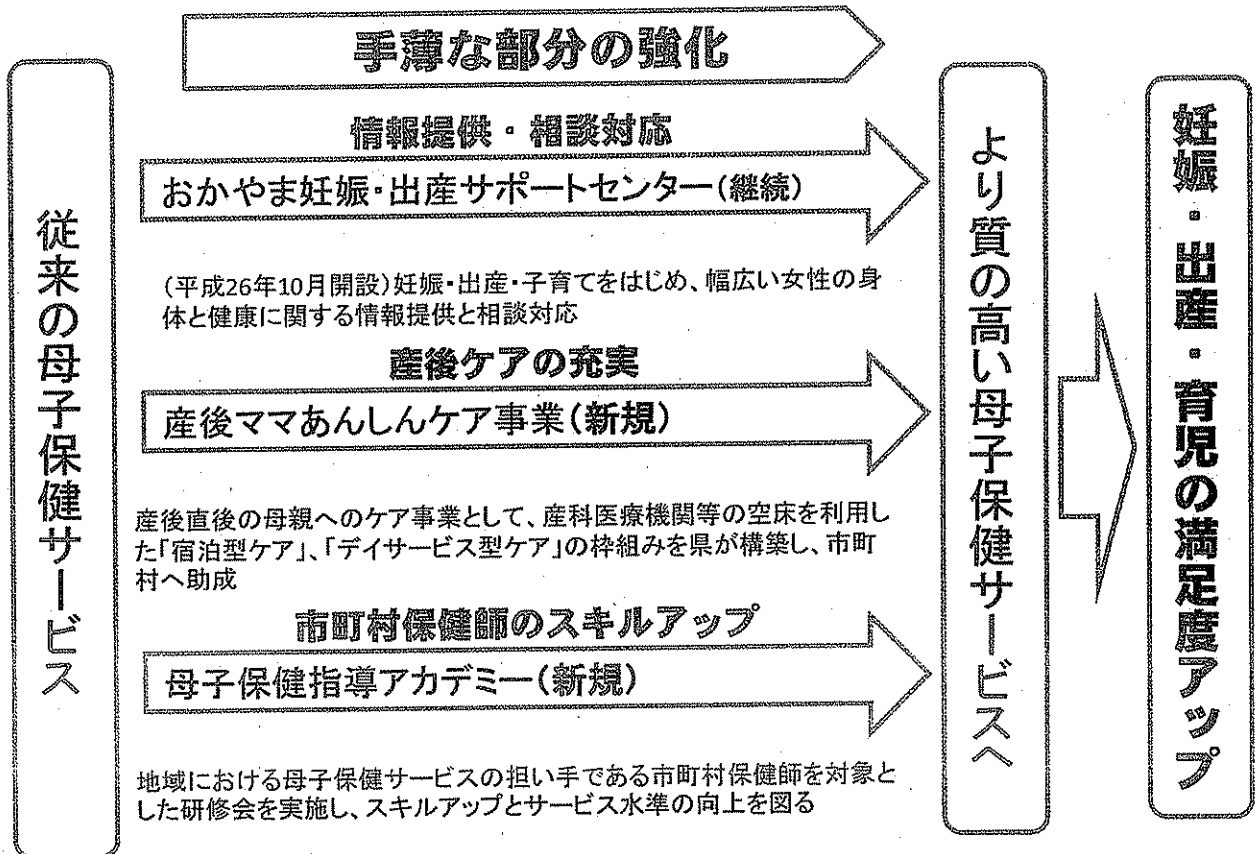 手薄な部分の強化
従来の母子保健サービス
情報提供・相談対応
おかやま妊娠・出産サポートセンター(継続)
(平成26年10月開設)妊娠・出産・子育てをはじめ、幅広い女性の身
体と健康に関する情報提供と相談対応
産後ケアの充実
産後ママあんしんケア事業(新規)
産後直後の母親へのケア事業として、産科医療機関等の空床を利用し
た「宿泊型ケア」、「デイサービス型ケア」の枠組みを県が構築し、市町
村へ助成
市町村保健師のスキルアップ
母子保健指導アカデミー(新規)
地域における母子保健サービスの担い手である市町村保健師を対象と
した研修会を実施し、スキルアップとサービス水準の向上を図る
より質の高い母子保健サービスへ
妊娠・出産・育児の満足度アップ